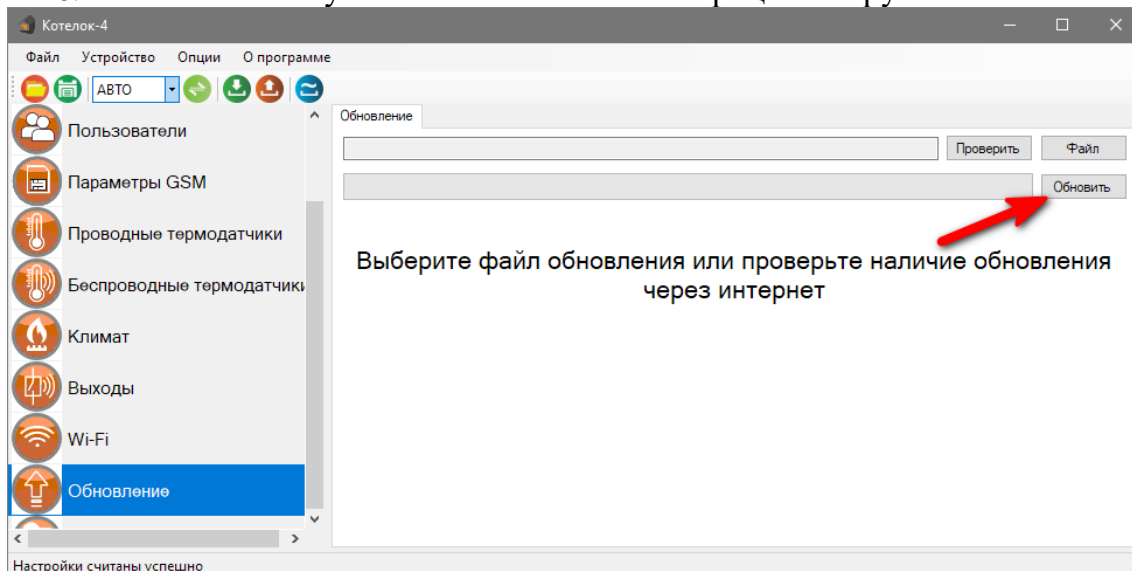 Котелок-4
Файл Устройство Опции О программе
АВТО
Пользователи
Параметры GSM
Проводные термодатчики
Беспроводные термодатчики
Климат
Выходы
Wi-Fi
Обновление
Обновление
Проверить Файл
Обновить
Выберите файл обновления или проверьте наличие обновления
через интернет
Настройки считаны успешно